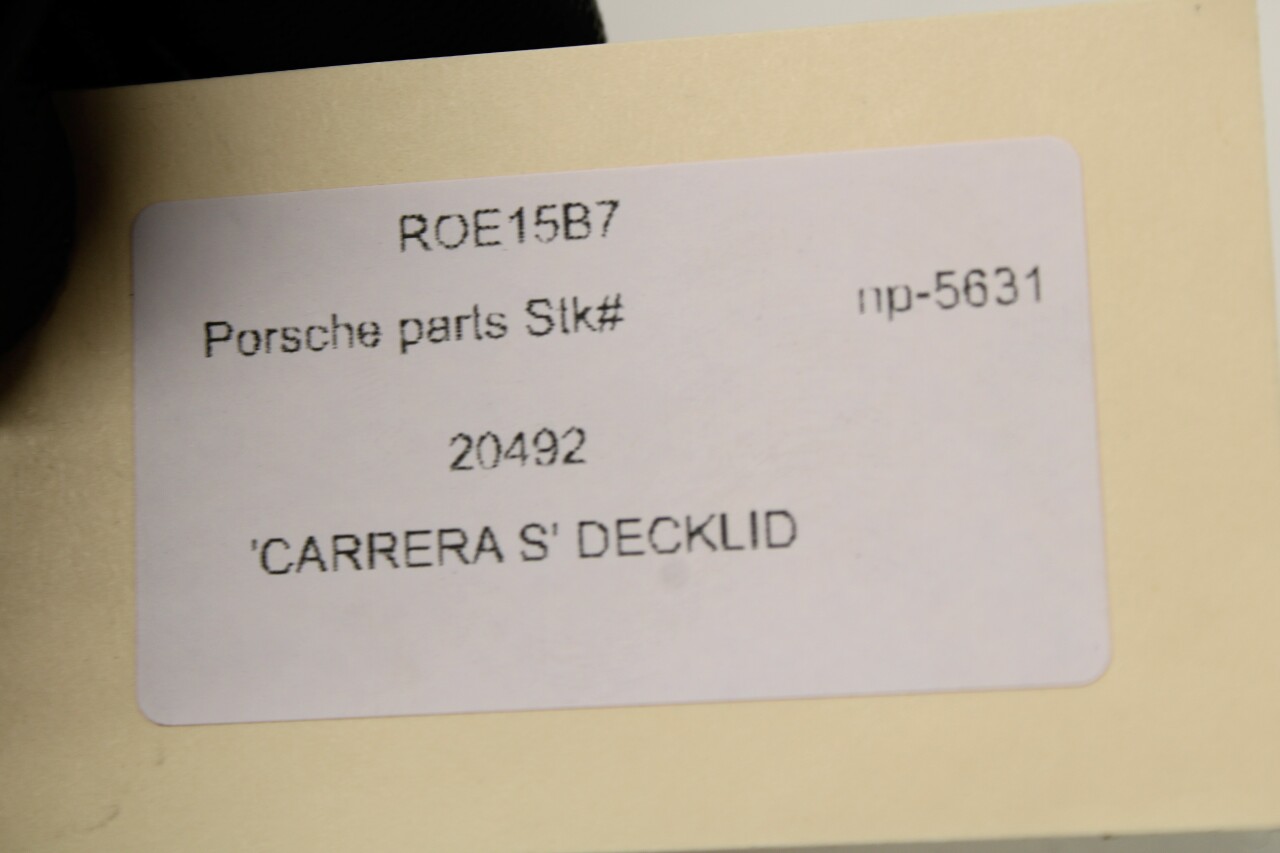 ROE15B7
Porsche parts Stk# np-5631
20492
'CARRERA S' DECKLID